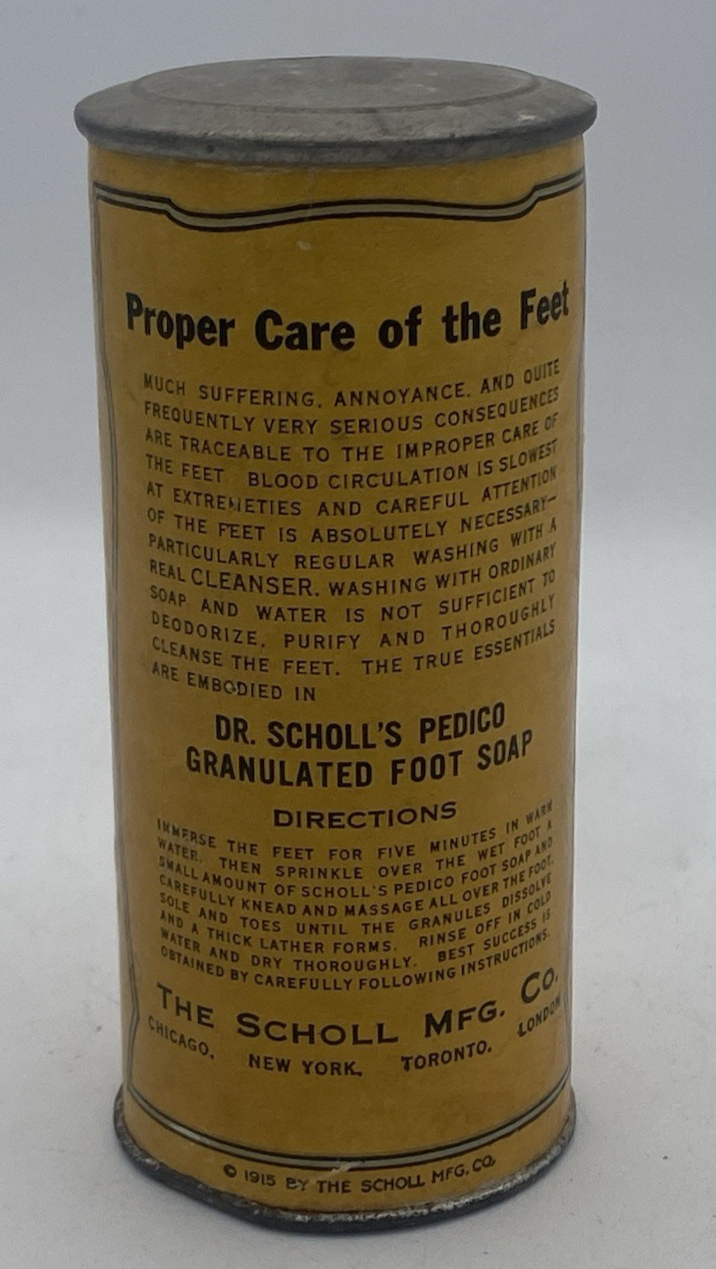 Proper Care of the Feet
MUCH SUFFERING, ANNOYANCE, AND QUITE
FREQUENTLY VERY SERIOUS CONSEQUENCES
ARE TRACEABLE TO THE IMPROPER CARE OF
THE FEET BLOOD CIRCULATION IS SLOWEST
AT EXTREMETIES AND CAREFUL ATTENTION
OF THE FEET IS ABSOLUTELY NECESSARY—
PARTICULARLY REGULAR WASHING WITH A
REAL CLEANSER. WASHING WITH ORDINARY
SOAP AND WATER IS NOT SUFFICIENT TO
DEODORIZE, PURIFY AND THOROUGHLY
CLEANSE THE FEET. THE TRUE ESSENTIALS
ARE EMBODIED IN
DR. SCHOLL'S PEDICO
GRANULATED FOOT SOAP
DIRECTIONS
IMMERSE THE FEET FOR FIVE MINUTES IN WARM
WATER. THEN SPRINKLE OVER THE WET FOOT A
SMALL AMOUNT OF SCHOLL'S PEDICO FOOT SOAP AND
CAREFULLY KNEAD AND MASSAGE ALL OVER THE FOOT,
SOLE AND TOES UNTIL THE GRANULES DISSOLVE
AND A THICK LATHER FORMS. RINSE OFF IN COLD
WATER AND DRY THOROUGHLY. BEST SUCCESS IS
OBTAINED BY CAREFULLY FOLLOWING INSTRUCTIONS.
THE SCHOLL MFG. CO.
CHICAGO. NEW YORK. TORONTO. LONDON
© 1915 BY THE SCHOLL MFG. CO.